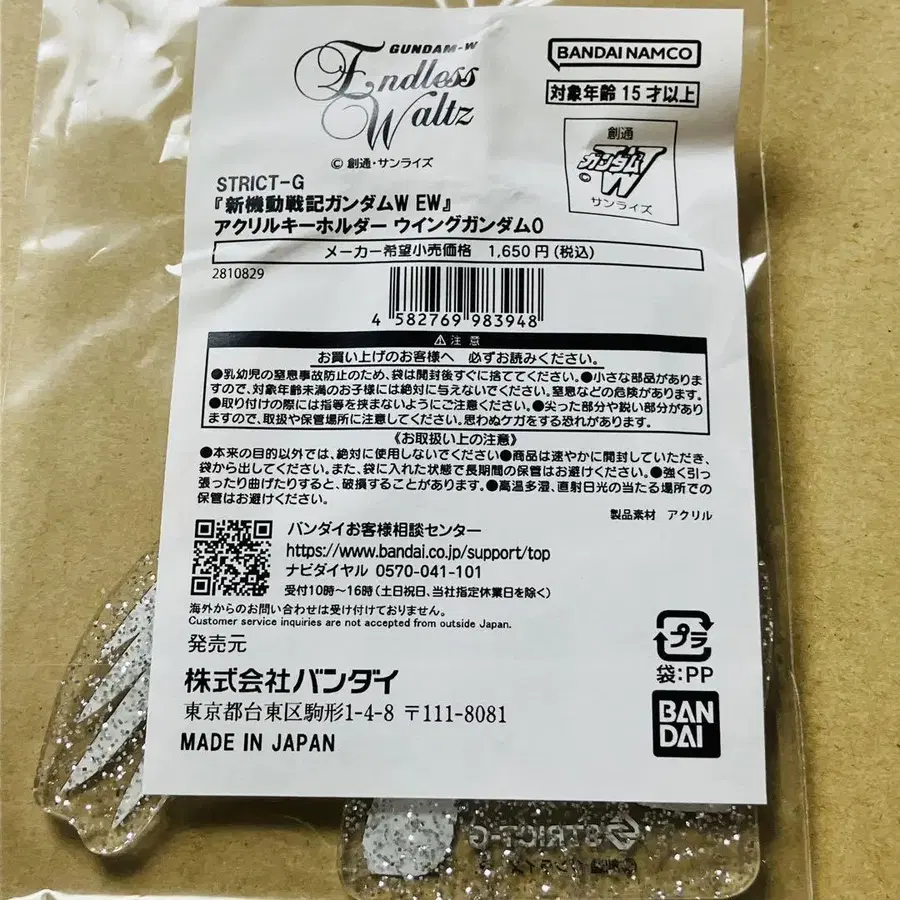 GUNDAM-W
Endless
Waltz
© 創通・サンライズ
BANDAI NAMCO
対象年齢 15才以上
創通
ガンダムW
©
サンライズ
STRICT-G
『新機動戦記ガンダムW EW』
アクリルキーホルダー ウイングガンダム0
メーカー希望小売価格 1,650円(税込)
2810829
4 582769 983948
⚠注意
お買い上げのお客様へ 必ずお読みください。
●乳幼児の窒息事故防止のため、袋は開封後すぐに捨ててください。●小さな部品がありま
すので、対象年齢未満のお子様には絶対に与えないでください。窒息などの危険があります。
●取り付けの際には指等を挟まないようにご注意ください。●尖った部分や鋭い部分があり
ますので、取扱や保管場所に注意してください。思わぬケガをする恐れがあります。
《お取扱い上の注意》
●本来の目的以外では、絶対に使用しないでください●商品は速やかに開封していただき、
袋から出してください。また、袋に入れた状態で長期間の保管はお避けください。●強く引っ
張ったり曲げたりすると、破損することがあります。●高温多湿、直射日光の当たる場所での
保管はお避けください。
製品素材 アクリル
バンダイお客様相談センター
https://www.bandai.co.jp/support/top
ナビダイヤル 0570-041-101
受付10時～16時(土日祝日、当社指定休業日を除く)
海外からのお問い合わせは受け付けておりません。
Customer service inquiries are not accepted from outside Japan.
発売元
株式会社バンダイ
東京都台東区駒形1-4-8 〒111-8081
MADE IN JAPAN
プラ
袋:PP
BAN
DAI
STRICT-G